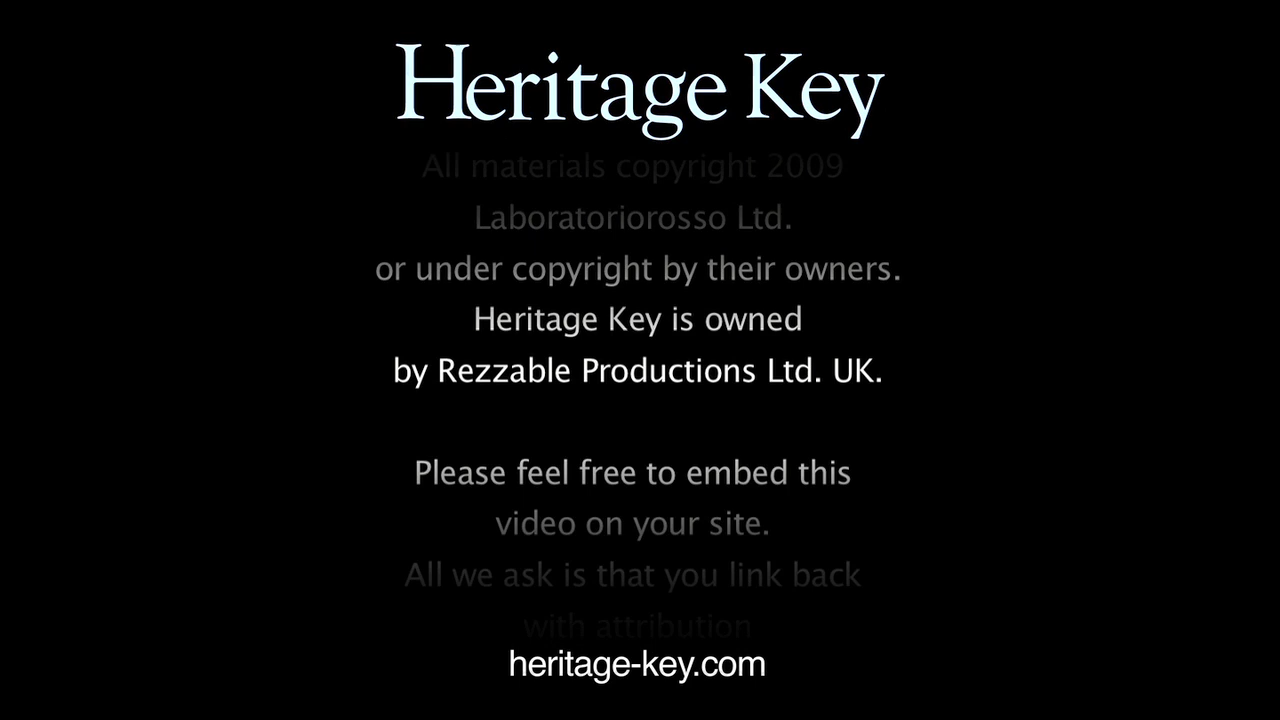 Heritage Key
All materials copyright 2009
Laboratoriorosso Ltd.
or under copyright by their owners.
Heritage Key is owned
by Rezzable Productions Ltd. UK.
Please feel free to embed this
video on your site.
All we ask is that you link back
with attribution
heritage-key.com